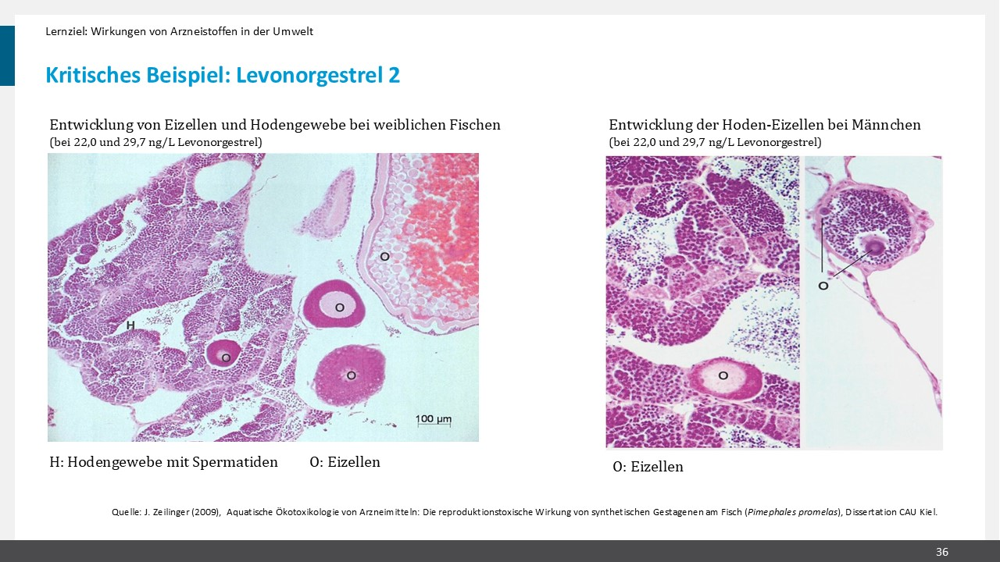 Lernziel: Wirkungen von Arzneistoffen in der Umwelt
Kritisches Beispiel: Levonorgestrel 2
Entwicklung von Eizellen und Hodengewebe bei weiblichen Fischen
(bei 22,0 und 29,7 ng/L Levonorgestrel)
O
O
H
O
O
100 µm
H: Hodengewebe mit Spermatiden O: Eizellen
Entwicklung der Hoden-Eizellen bei Männchen
(bei 22,0 und 29,7 ng/L Levonorgestrel)
O
O
O: Eizellen
Quelle: J. Zeilinger (2009), Aquatische Ökotoxikologie von Arzneimitteln: Die reproduktionstoxische Wirkung von synthetischen Gestagenen am Fisch (Pimephales promelas), Dissertation CAU Kiel.
36